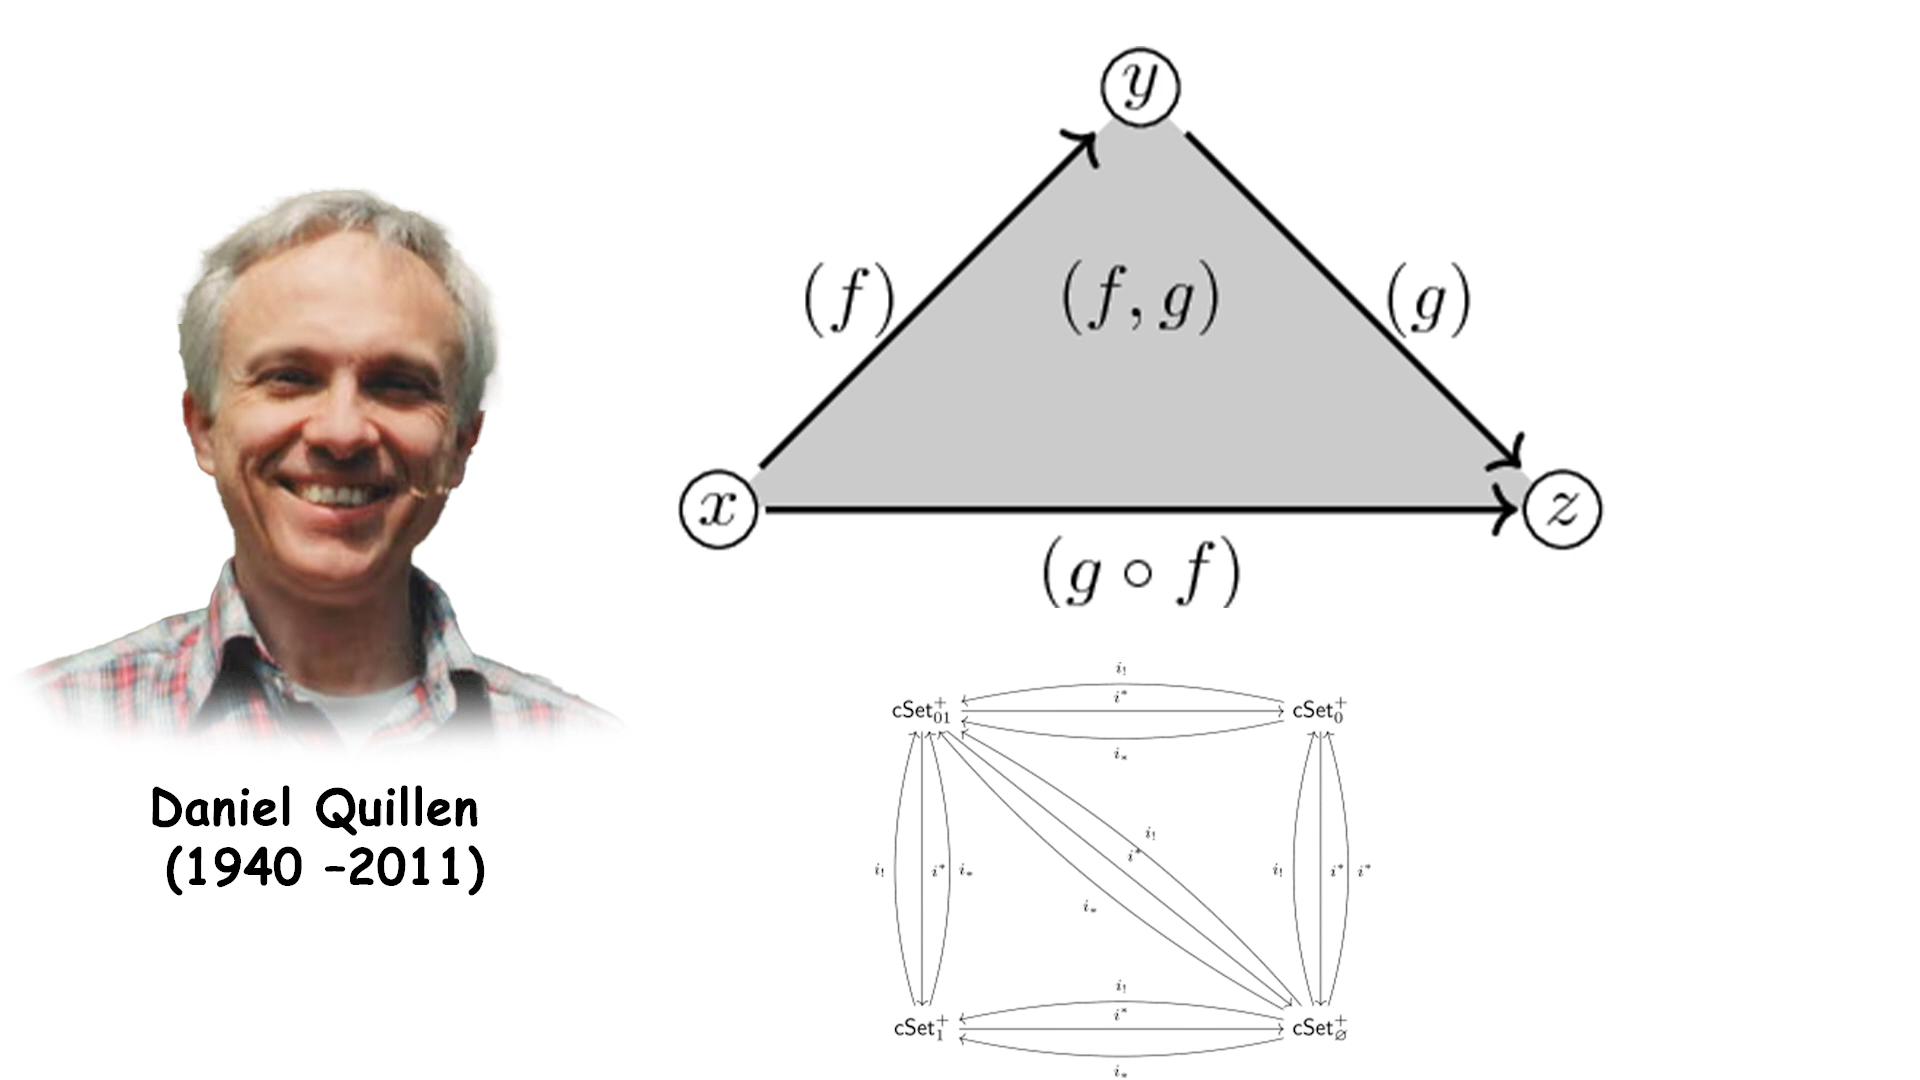 Daniel Quillen
(1940 –2011)
y
(f)
(f, g)
(g)
x
z
(g ∘ f)
i!
cSet⁺₀₁
i*
cSet⁺₀
i⁎
i!
i*
i⁎
i!
i*
i⁎
i!
i*
i*
i!
cSet⁺₁
i*
cSet⁺∅
i⁎